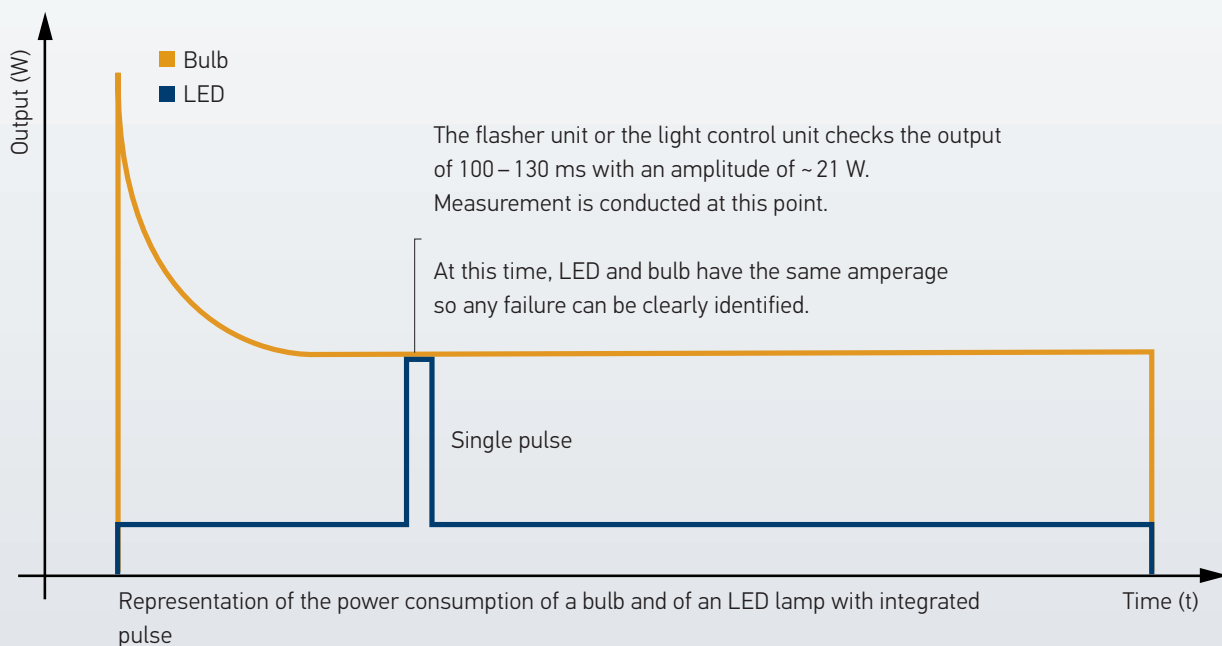 Output (W)
Bulb
LED
The flasher unit or the light control unit checks the output
of 100 – 130 ms with an amplitude of ~ 21 W.
Measurement is conducted at this point.
At this time, LED and bulb have the same amperage
so any failure can be clearly identified.
Single pulse
Representation of the power consumption of a bulb and of an LED lamp with integrated
pulse
Time (t)